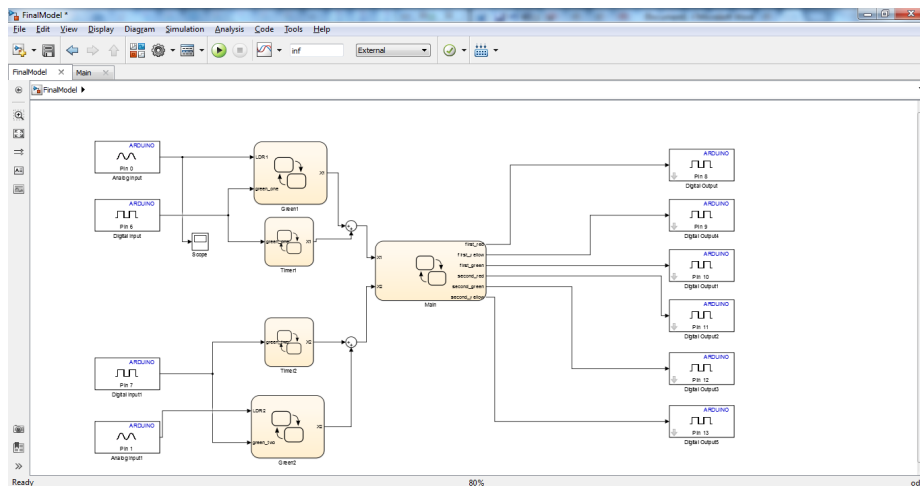 FinalModel *
File Edit View Display Diagram Simulation Analysis Code Tools Help
inf
External
FinalModel
Main
FinalModel
ARDUINO
Pin 0
Analog Input
LDR1
green_one
X1
Green1
ARDUINO
Pin 6
Digital Input
Scope
X1
Timer1
X1
X2
first_red
first_yellow
first_green
second_red
second_green
second_yellow
Main
X2
Timer2
ARDUINO
Pin 7
Digital Input1
ARDUINO
Pin 1
Analog Input1
LDR2
green_two
X2
Green2
ARDUINO
Pin 8
Digital Output
ARDUINO
Pin 9
Digital Output4
ARDUINO
Pin 10
Digital Output1
ARDUINO
Pin 11
Digital Output2
ARDUINO
Pin 12
Digital Output3
ARDUINO
Pin 13
Digital Output5
Ready
80%